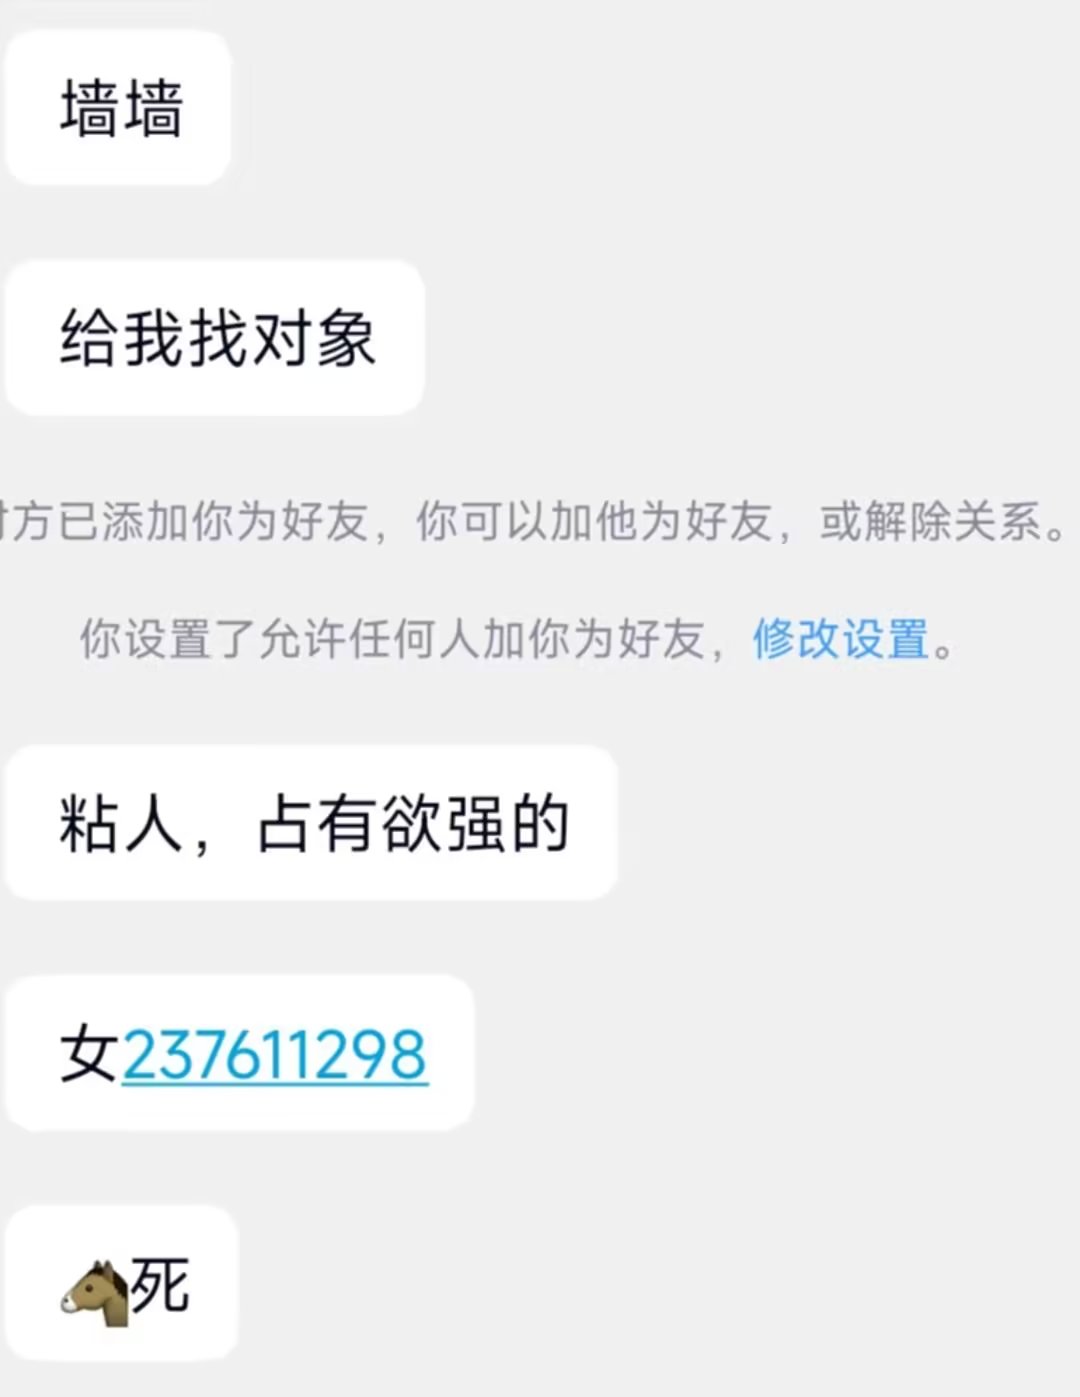 墙墙
给我找对象
对方已添加你为好友，你可以加他为好友，或解除关系。
你设置了允许任何人加你为好友，修改设置。
粘人，占有欲强的
女237611298
🐴死